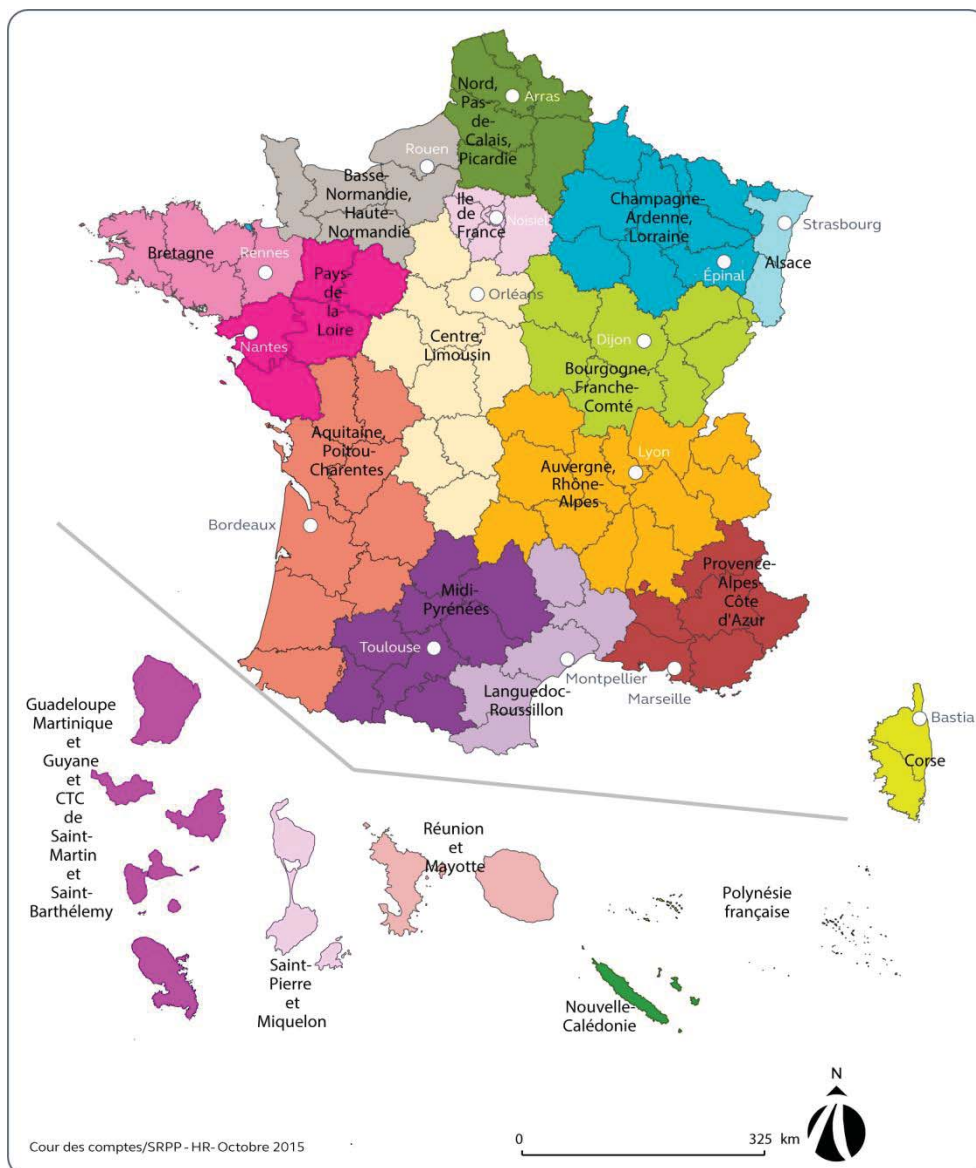 Nord,
Pas-
de-
Calais,
Picardie
Arras
Rouen
Basse-
Normandie,
Haute-
Normandie
Ile
de
France
Noisiel
Champagne-
Ardenne,
Lorraine
Strasbourg
Alsace
Épinal
Bretagne
Rennes
Pays-
de-
la-
Loire
Nantes
Orléans
Centre,
Limousin
Dijon
Bourgogne,
Franche-
Comté
Aquitaine,
Poitou-
Charentes
Bordeaux
Lyon
Auvergne,
Rhône-
Alpes
Provence-
Alpes-
Côte
d'Azur
Midi-
Pyrénées
Toulouse
Montpellier
Marseille
Languedoc-
Roussillon
Bastia
Corse
Guadeloupe
Martinique
et
Guyane et
CTC
de
Saint-
Martin et
Saint-
Barthélemy
Saint-
Pierre
et
Miquelon
Réunion
et
Mayotte
Polynésie
française
Nouvelle-
Calédonie
N
Cour des comptes/SRPP - HR- Octobre 2015
0 325 km